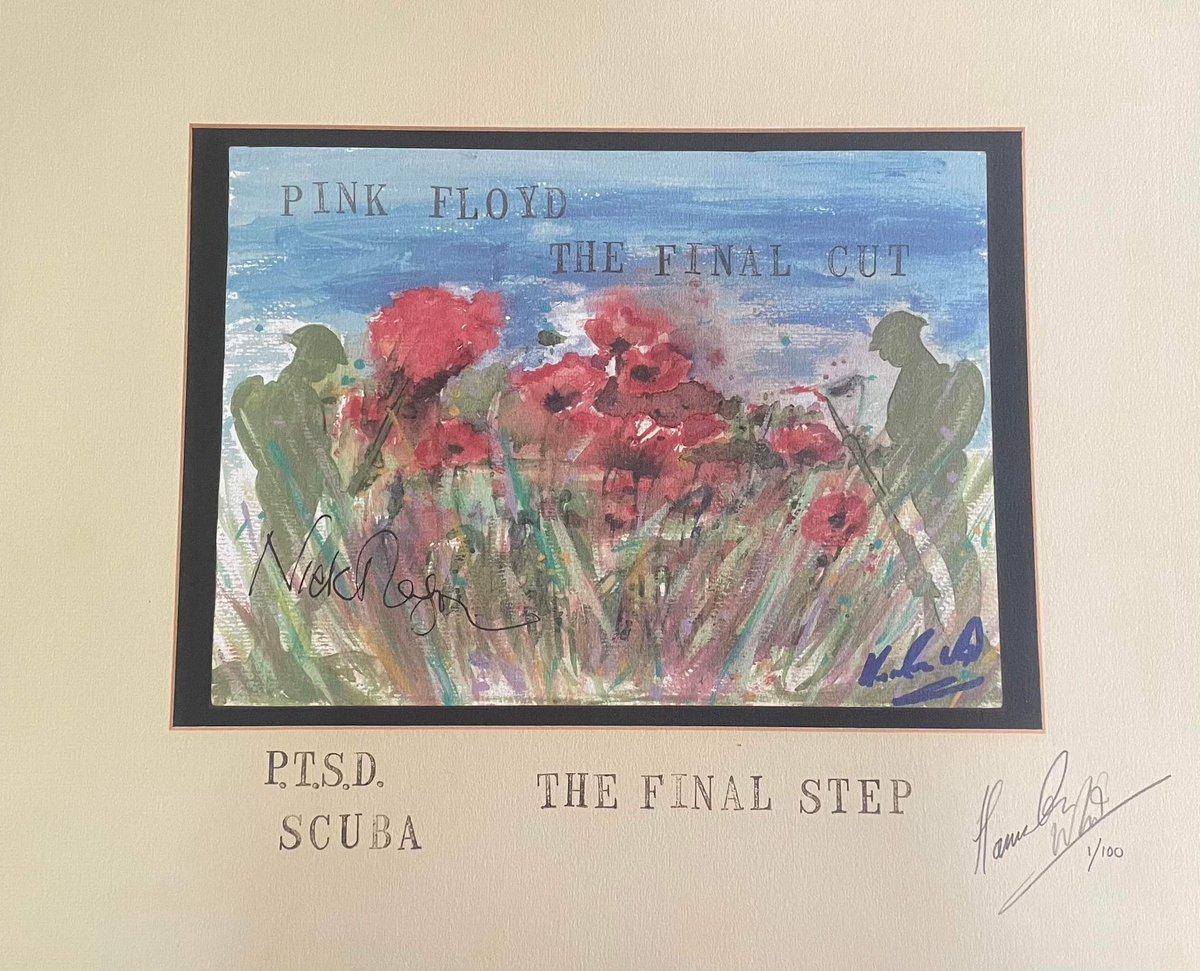 PINK FLOYD
THE FINAL CUT
Nick Mason
P.T.S.D.
THE FINAL STEP
SCUBA
1/100